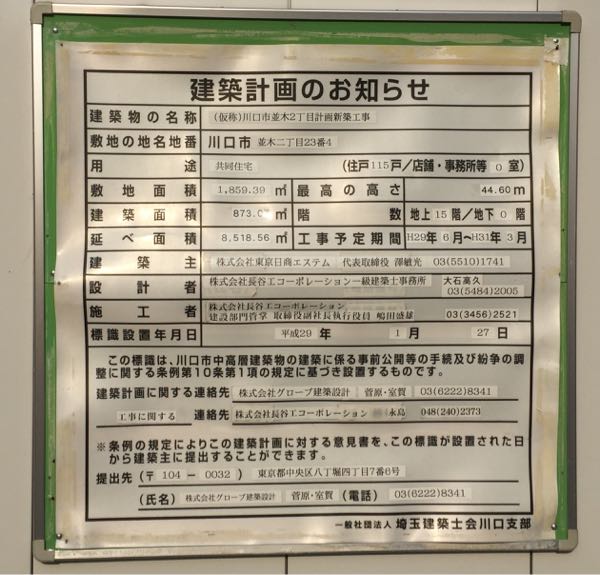 建築計画のお知らせ
建築物の名称 (仮称)川口市並木2丁目計画新築工事
敷地の地名地番 川口市 並木二丁目23番4
用途 共同住宅 (住戸115戸/店舗・事務所等 0 室)
敷地面積 1,859.39 ㎡ 最高の高さ 44.60m
建築面積 873.0 ㎡ 階数 地上15階/地下0階
延べ面積 8,518.56 ㎡ 工事予定期間 H29年6月~H31年3月
建築主 株式会社東京日商エステム 代表取締役 澤敏光 03(5510)1741
設計者 株式会社長谷工コーポレーション一級建築士事務所 大石高久
03(5484)2005
施工者 株式会社長谷工コーポレーション
建設部門管掌 取締役副社長執行役員 嶋田盛雄 03(3456)2521
標識設置年月日 平成29年 1月 27日
この標識は、川口市中高層建築物の建築に係る事前公開等の手続及び紛争の調
整に関する条例第10条第1項の規定に基づき設置するものです。
建築計画に関する連絡先 株式会社グローブ建築設計 菅原・室賀 03(6222)8341
工事に関する 連絡先 株式会社長谷工コーポレーション 永島 048(240)2373
※条例の規定によりこの建築計画に対する意見書を、この標識が設置された日
から建築主に提出することができます。
提出先 (〒104-0032) 東京都中央区八丁堀四丁目7番6号
(氏名) 株式会社グローブ建築設計 菅原・室賀 (電話) 03(6222)8341
一般社団法人 埼玉建築士会川口支部